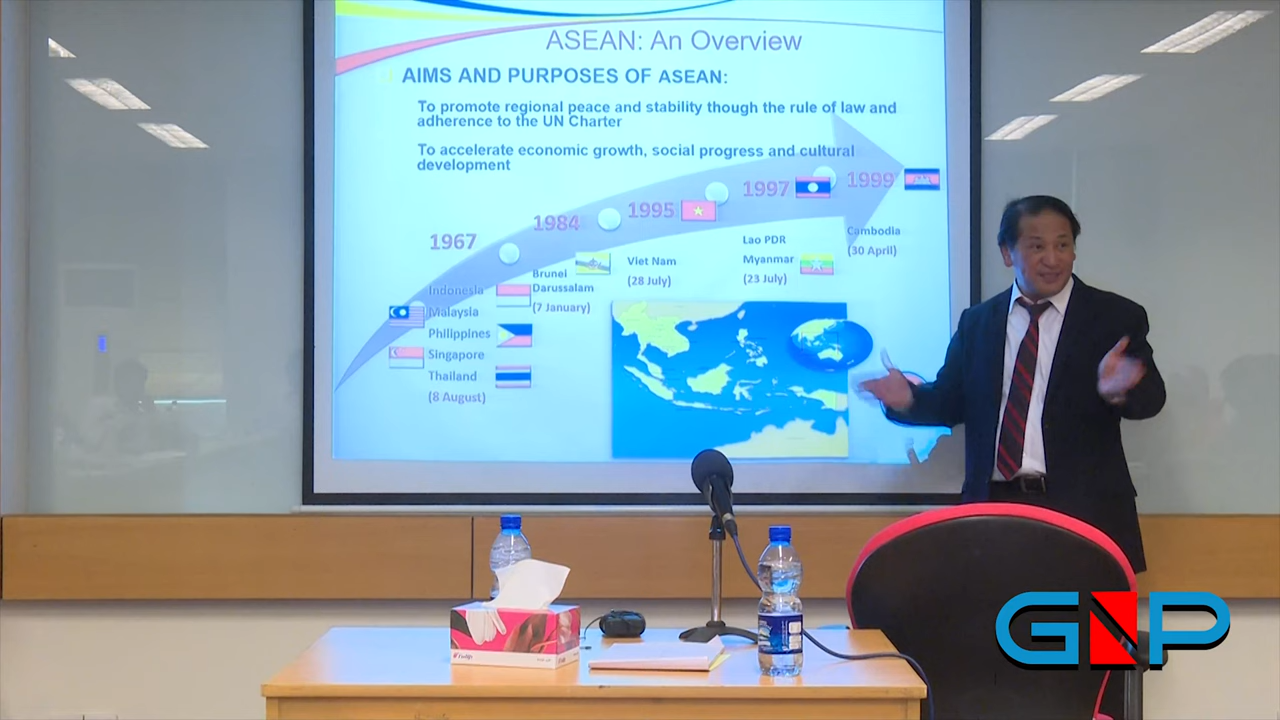 ASEAN: An Overview
AIMS AND PURPOSES OF ASEAN:
To promote regional peace and stability though the rule of law and
adherence to the UN Charter
To accelerate economic growth, social progress and cultural
development
1967
1984
1995
1997
1999
Indonesia
Malaysia
Philippines
Singapore
Thailand
(8 August)
Brunei
Darussalam
(7 January)
Viet Nam
(28 July)
Lao PDR
Myanmar
(23 July)
Cambodia
(30 April)
GNP